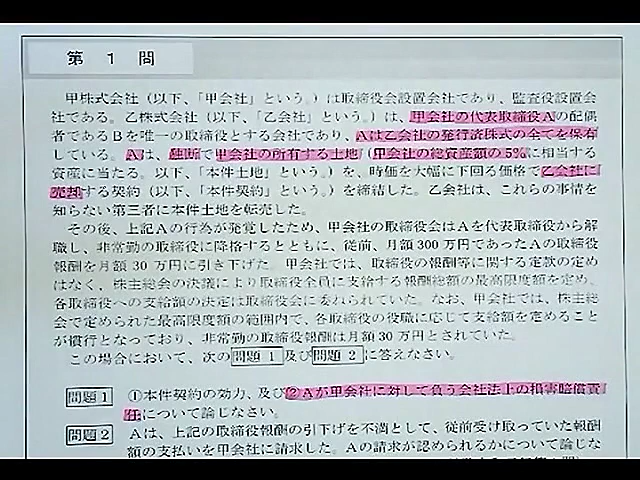 第 1 問
甲株式会社（以下、「甲会社」という。）は取締役会設置会社であり、監査役設置会
社である。乙株式会社（以下、「乙会社」という。）は、甲会社の代表取締役Aの配偶
者であるBを唯一の取締役とする会社であり、Aは乙会社の発行済株式の全てを保有
している。Aは、独断で甲会社の所有する土地（甲会社の総資産額の5%に相当する
資産に当たる。以下、「本件土地」という。）を、時価を大幅に下回る価格で乙会社に
売却する契約（以下、「本件契約」という。）を締結した。乙会社は、これらの事情を
知らない第三者に本件土地を転売した。
その後、上記Aの行為が発覚したため、甲会社の取締役会はAを代表取締役から解
職し、非常勤の取締役に降格するとともに、従前、月額300万円であったAの取締役
報酬を月額30万円に引き下げた。甲会社では、取締役の報酬等に関する定款の定め
はなく、株主総会の決議により取締役全員に支給する報酬総額の最高限度額を定め、
各取締役への支給額の決定は取締役会に委ねられていた。なお、甲会社では、株主総
会で定められた最高限度額の範囲内で、各取締役の役職に応じて支給額を定めること
が慣行となっており、非常勤の取締役報酬は月額30万円とされていた。
この場合において、次の問題1及び問題2に答えなさい。
問題1 ①本件契約の効力、及び②Aが甲会社に対して負う会社法上の損害賠償責
任について論じなさい。
問題2 Aは、上記の取締役報酬の引下げを不満として、従前受け取っていた報酬
額の支払いを甲会社に請求した。Aの請求が認められるかについて論じな